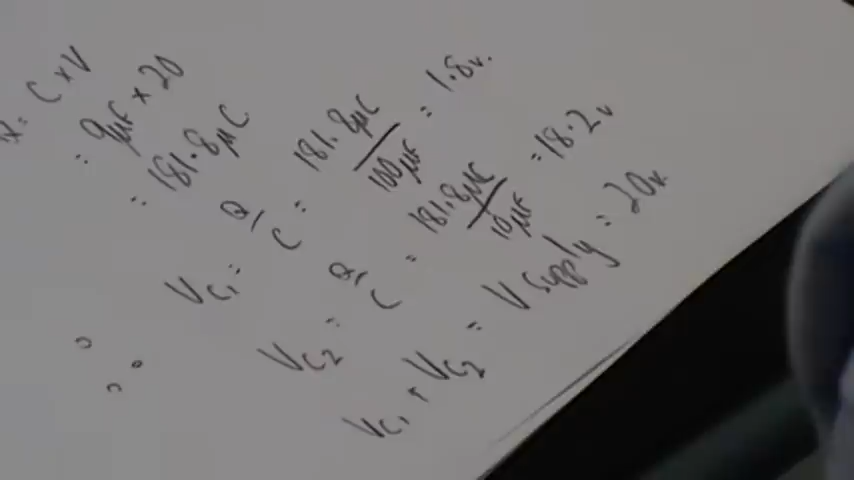 Q = C × V
= 9µF × 20
= 181.8µC
∴ Vc₁ = Q/C = 181.8µC/100µF = 1.8v.
Vc₂ = Q/C = 181.8µC/10µF = 18.2v
Vc₁ + Vc₂ = V supply = 20v.